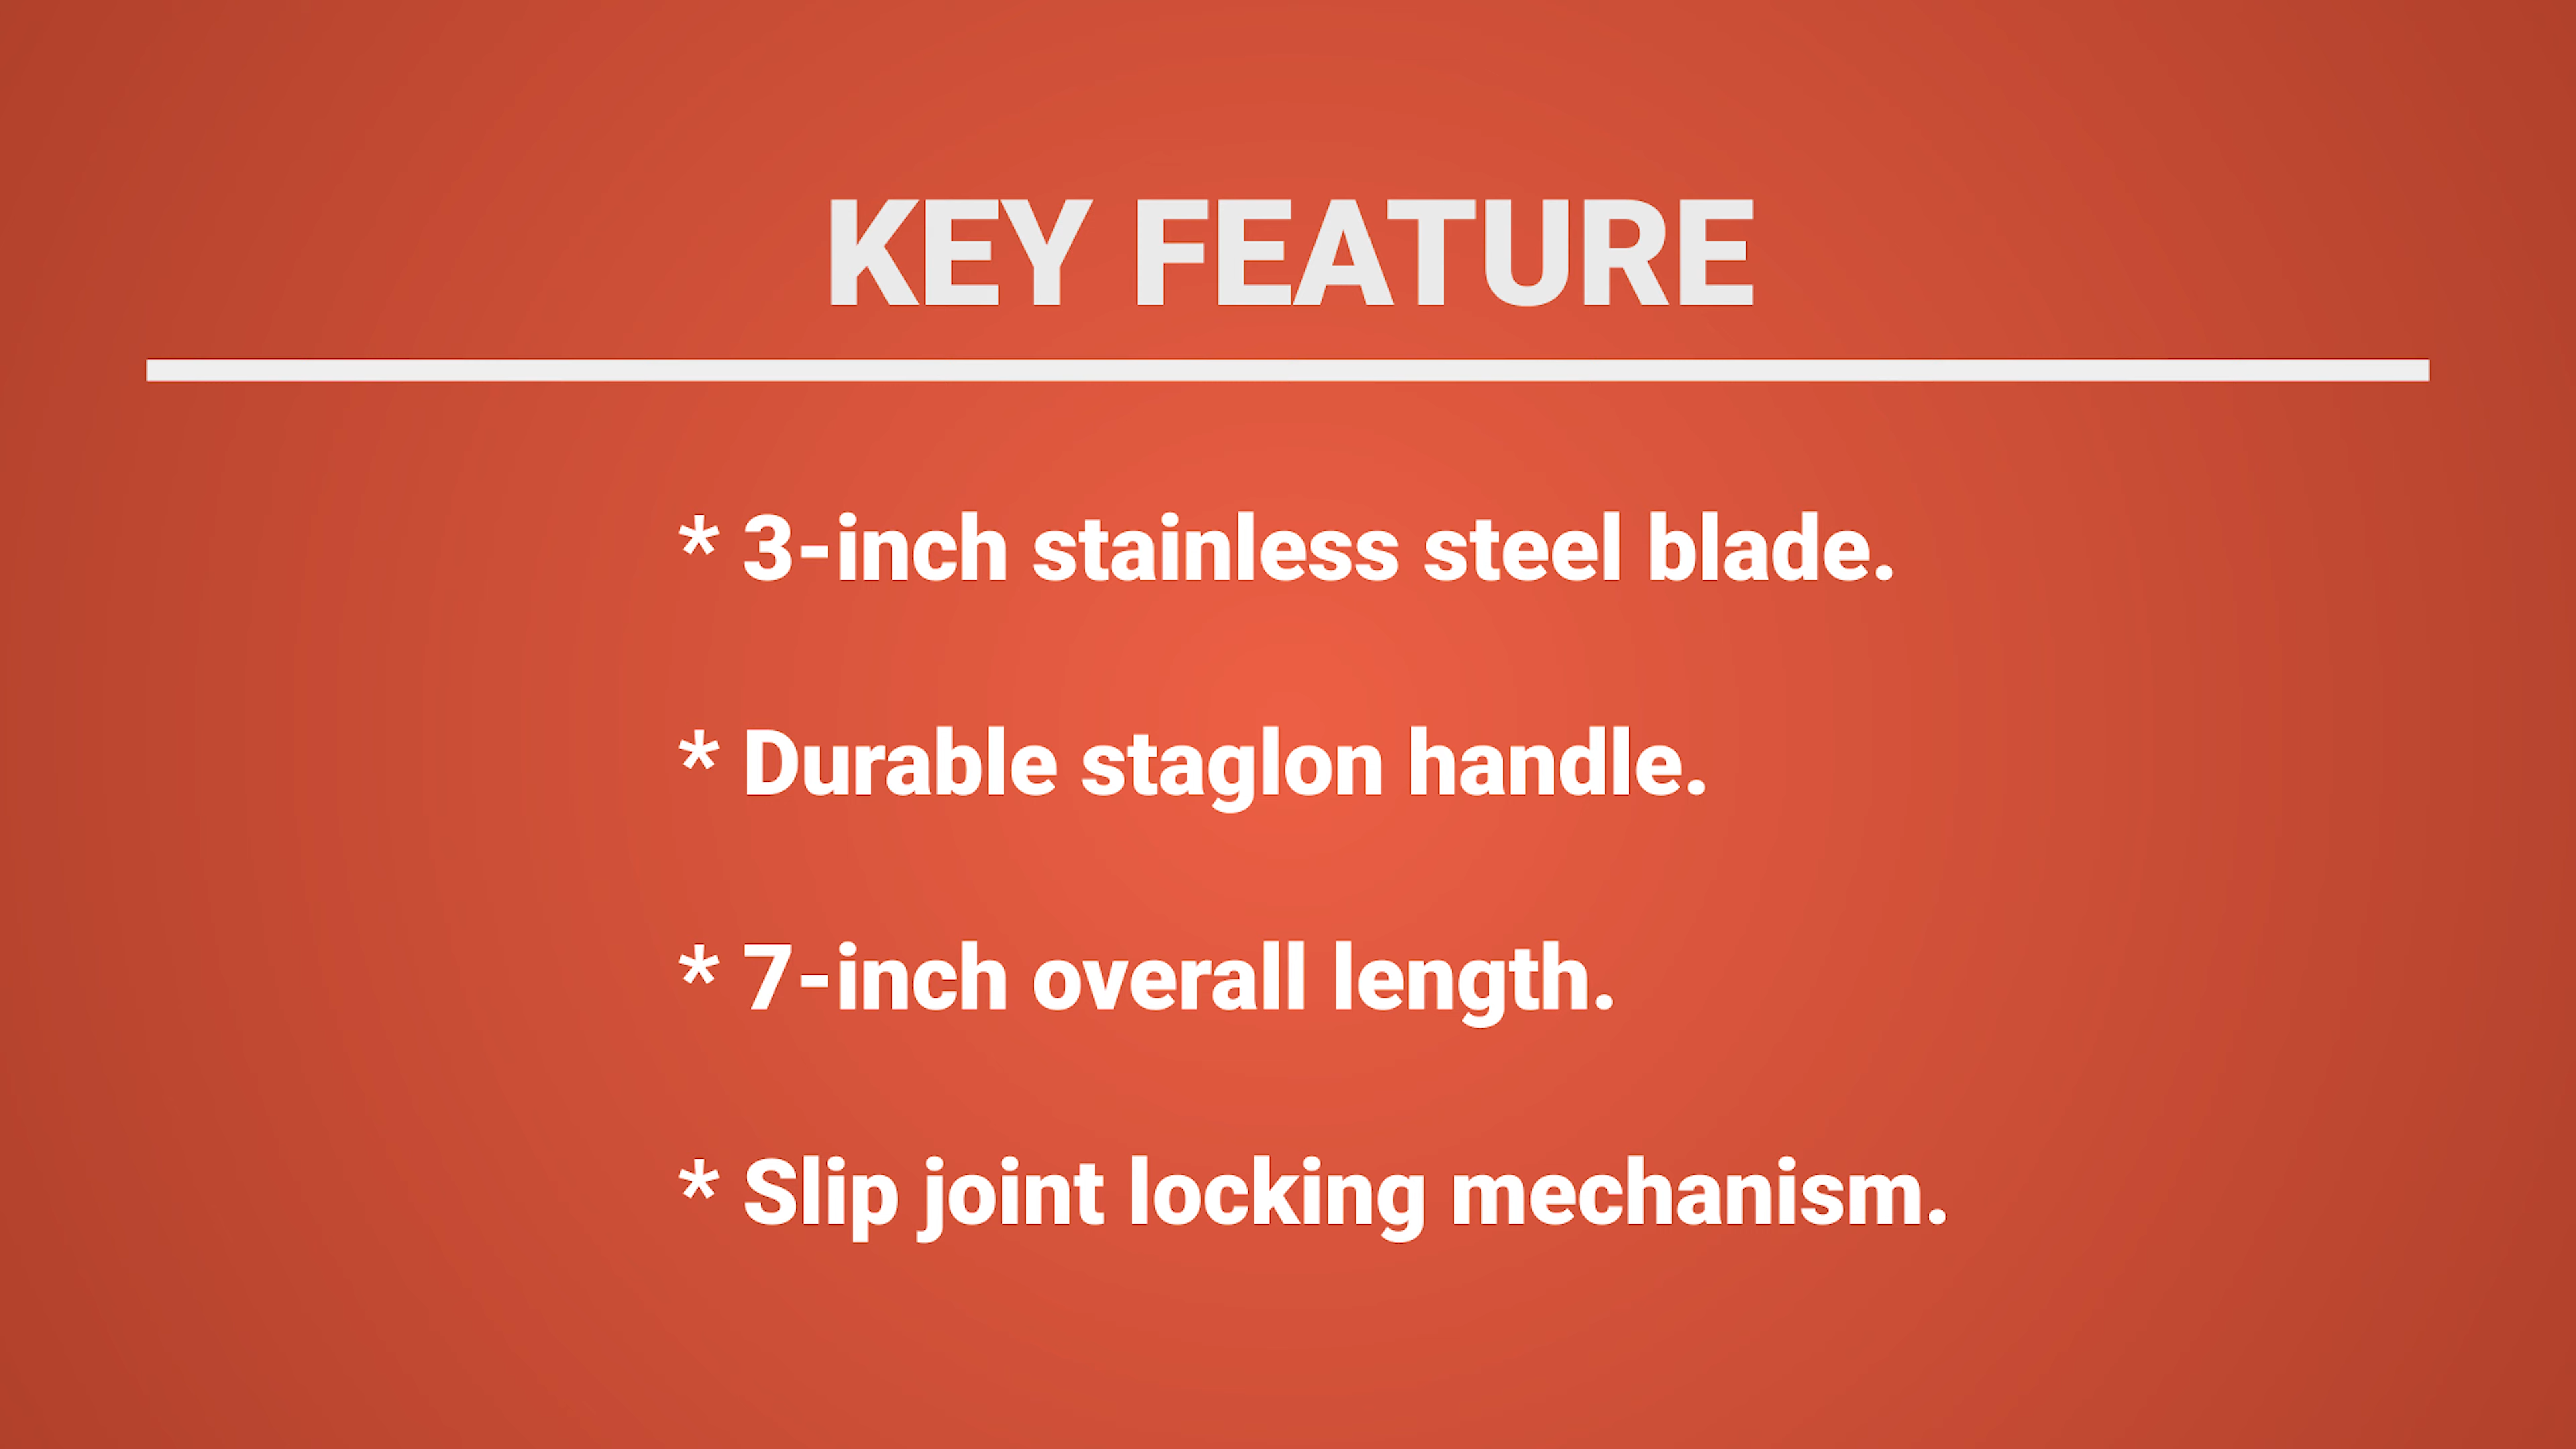 KEY FEATURE
* 3-inch stainless steel blade.
* Durable staglon handle.
* 7-inch overall length.
* Slip joint locking mechanism.